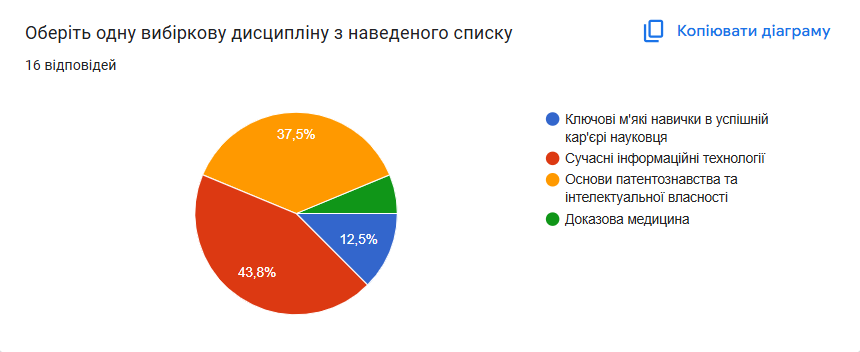 Оберіть одну вибіркову дисципліну з наведеного списку
Копіювати діаграму
16 відповідей
37,5%
12,5%
43,8%
Ключові м'які навички в успішній
кар'єрі науковця
Сучасні інформаційні технології
Основи патентознавства та
інтелектуальної власності
Доказова медицина